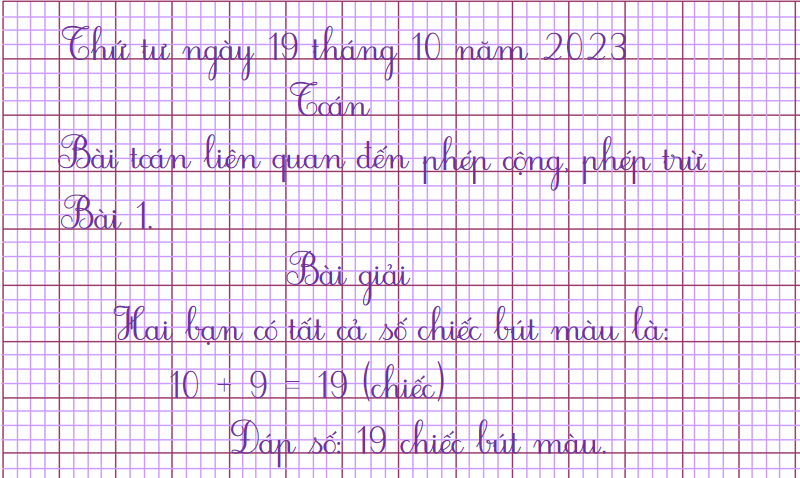 Thứ tư ngày 19 tháng 10 năm 2023
Toán
Bài toán liên quan đến phép cộng, phép trừ
Bài 1.
Bài giải
Hai bạn có tất cả số chiếc bút màu là:
10 + 9 = 19 (chiếc)
Đáp số: 19 chiếc bút màu.